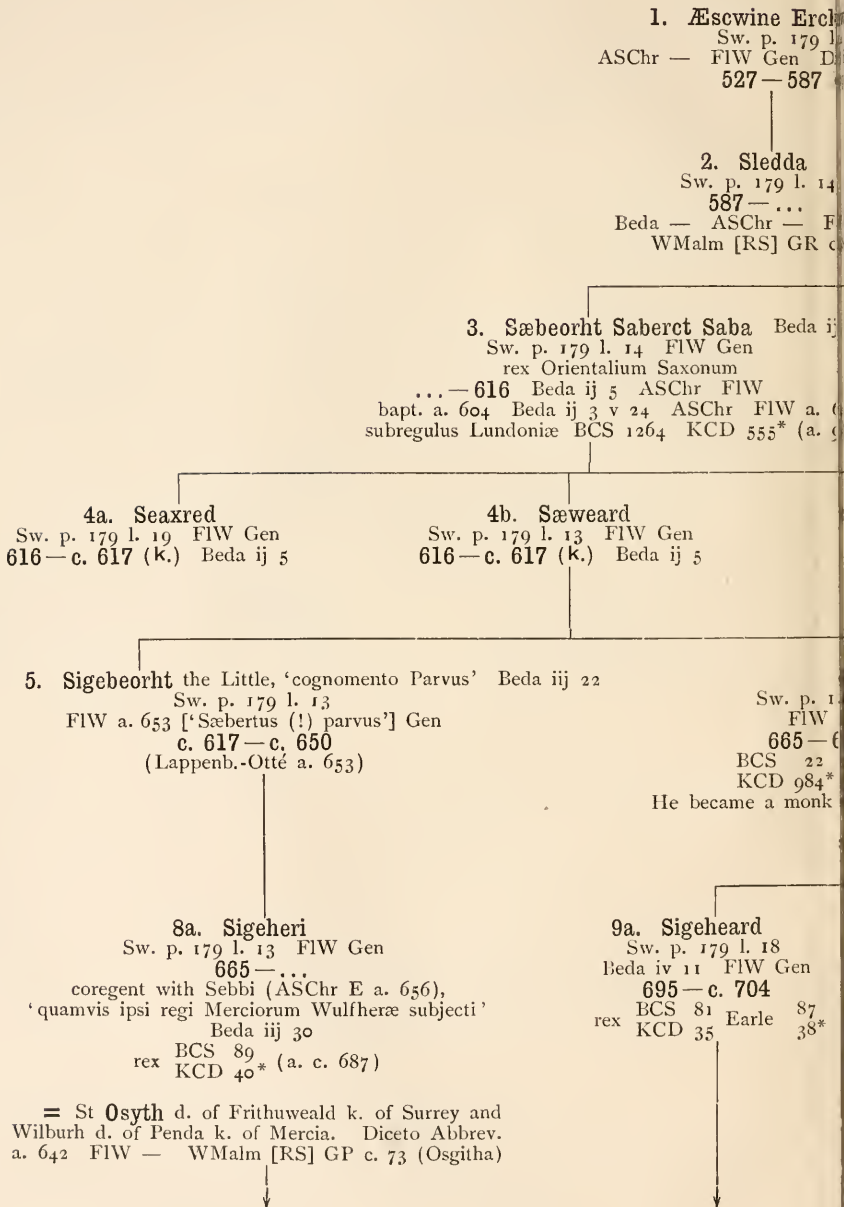 1. Æscwine
Sw. p. 179
ASChr — FlW Gen
527—587
2. Sledda
Sw. p. 179 l. 14
587—...
Beda — ASChr —
WMalm [RS] GR
3. Sæbeorht Saberct Saba Beda ij
Sw. p. 179 l. 14 FlW Gen
rex Orientalium Saxonum
...—616 Beda ij 5 ASChr FlW
bapt. a. 604 Beda ij 3 v 24 ASChr FlW a.
subregulus Lundoniæ BCS 1264 KCD 555* (a.
4a. Seaxred
Sw. p. 179 l. 19 FlW Gen
616—c. 617 (k.) Beda ij 5
4b. Sæweard
Sw. p. 179 l. 13 FlW Gen
616—c. 617 (k.) Beda ij 5
5. Sigebeorht the Little, ‘cognomento Parvus’ Beda iij 22
Sw. p. 179 l. 13
FlW a. 653 [‘Sæbertus (!) parvus’] Gen
c. 617—c. 650
(Lappenb.-Otté a. 653)
Sw. p.
FlW
665—
BCS 22
KCD 984*
He became a monk
8a. Sigeheri
Sw. p. 179 l. 13 FlW Gen
665—...
coregent with Sebbi (ASChr E a. 656),
‘quamvis ipsi regi Merciorum Wulfheræ subjecti’
Beda iij 30
rex BCS 89
KCD 40* (a. c. 687)
= St Osyth d. of Frithuweald k. of Surrey and
Wilburh d. of Penda k. of Mercia. Diceto Abbrev.
a. 642 FlW — WMalm [RS] GP c. 73 (Osgitha)
9a. Sigeheard
Sw. p. 179 l. 18
Beda iv 11 FlW Gen
695—c. 704
rex BCS 81 Earle 87
KCD 35 38*